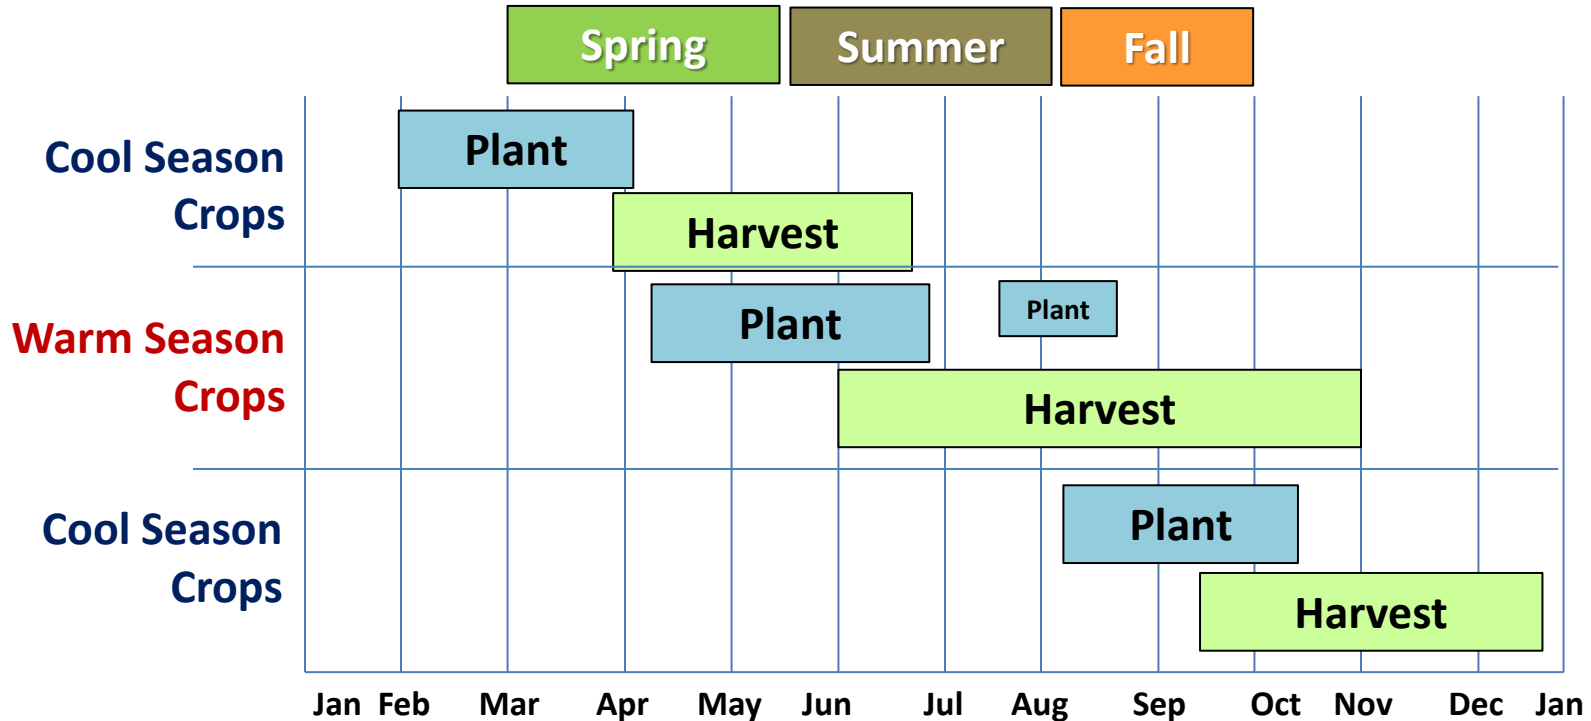 Spring Summer Fall
Cool Season
Crops
Plant
Harvest
Warm Season
Crops
Plant
Plant
Harvest
Cool Season
Crops
Plant
Harvest
Jan Feb Mar Apr May Jun Jul Aug Sep Oct Nov Dec Jan